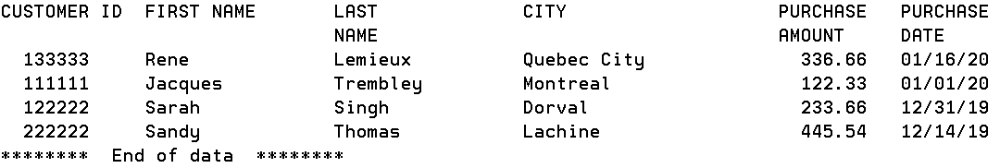 CUSTOMER ID  FIRST NAME       LAST             CITY                   PURCHASE   PURCHASE
                              NAME                                    AMOUNT     DATE
  133333     Rene             Lemieux          Quebec City              336.66   01/16/20
  111111     Jacques          Trembley         Montreal                 122.33   01/01/20
  122222     Sarah            Singh            Dorval                   233.66   12/31/19
  222222     Sandy            Thomas           Lachine                  445.54   12/14/19
********  End of data  ********